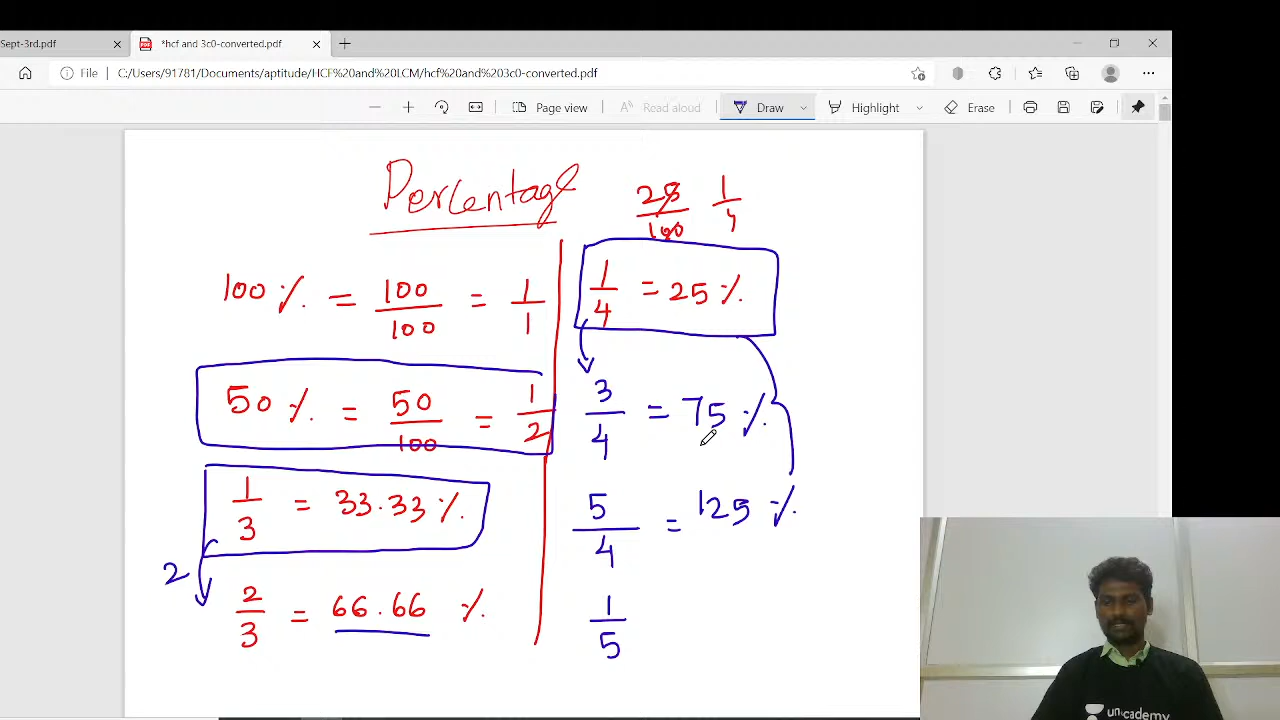 Sept-3rd.pdf
*hcf and 3c0-converted.pdf
File
C:/Users/91781/Documents/aptitude/HCF%20and%20LCM/hcf%20and%203c0-converted.pdf
Page view
Read aloud
Draw
Highlight
Erase
Percentage
25/100 1/4
100 % = 100/100 = 1/1
50 % = 50/100 = 1/2
1/3 = 33.33 %
2
2/3 = 66.66 %
1/4 = 25 %
3/4 = 75 %
5/4 = 125 %
1/5
unacademy